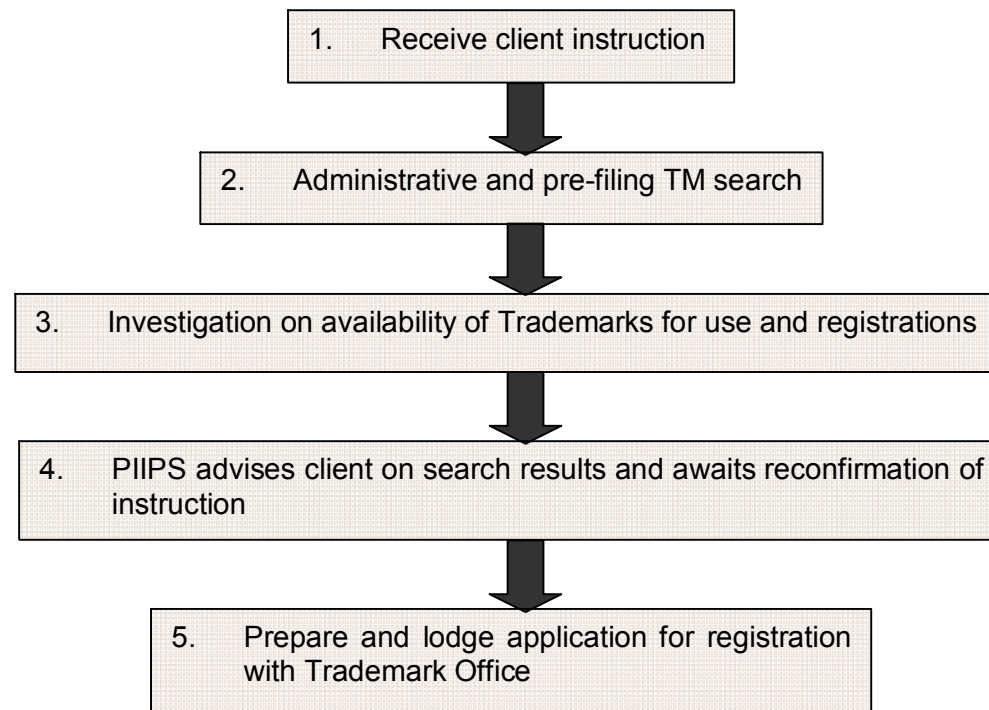 1. Receive client instruction
2. Administrative and pre-filing TM search
3. Investigation on availability of Trademarks for use and registrations
4. PIIPS advises client on search results and awaits reconfirmation of
instruction
5. Prepare and lodge application for registration
with Trademark Office